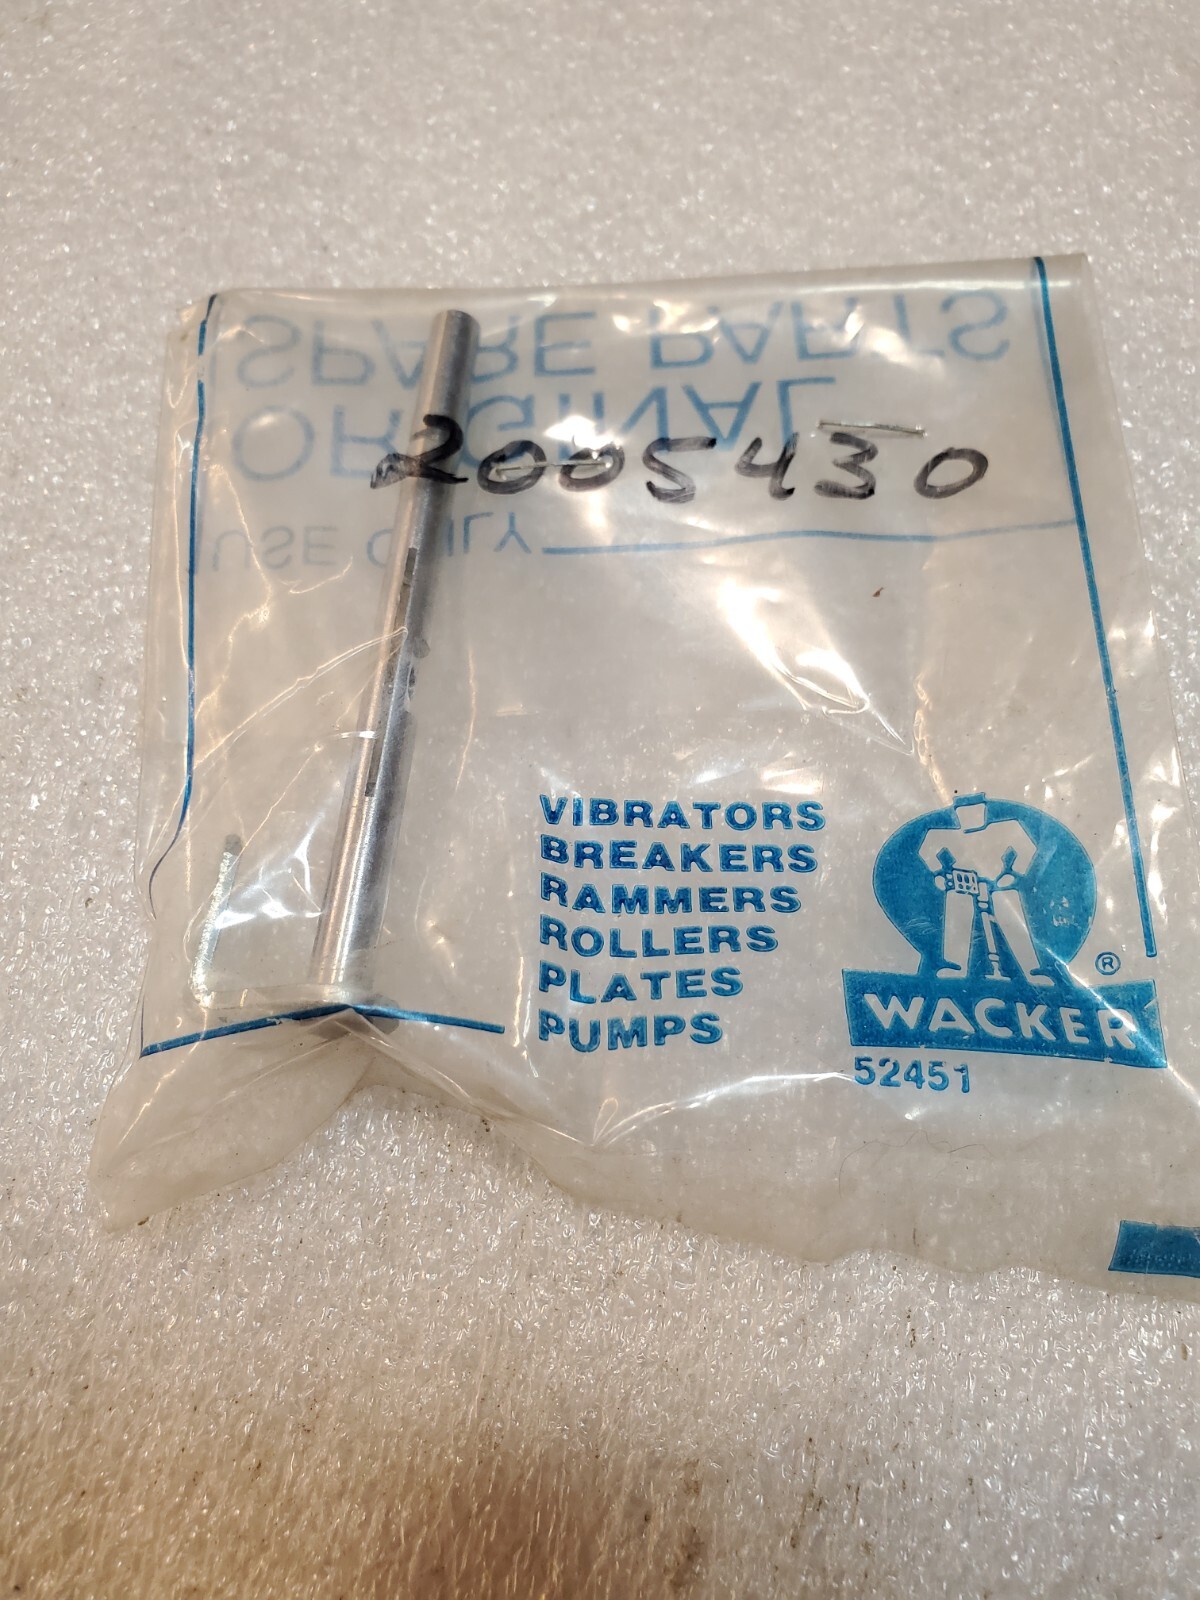 SPARE PARTS
ORIGINAL
2005430
USE ONLY
VIBRATORS
BREAKERS
RAMMERS
ROLLERS
PLATES
PUMPS
®
WACKER
52451